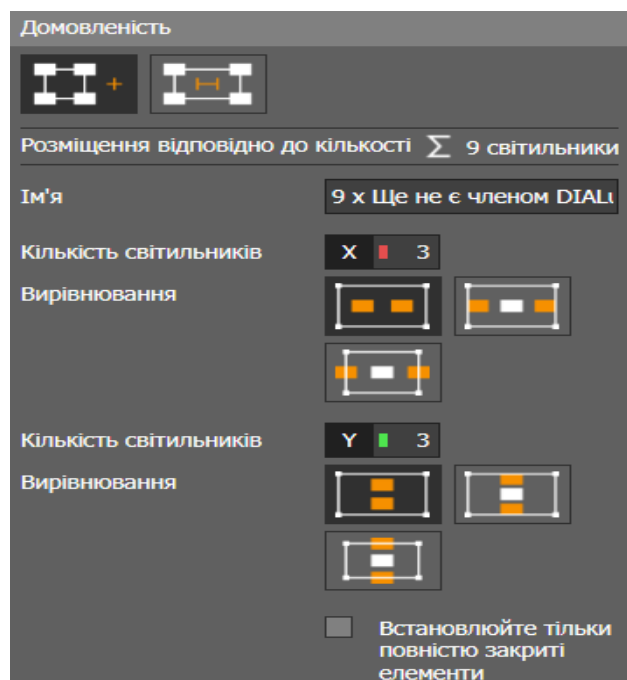 Домовленість
Розміщення відповідно до кількості Σ 9 світильники
Ім'я 9 x Ще не є членом DIALu
Кількість світильників X 3
Вирівнювання
Кількість світильників Y 3
Вирівнювання
Встановлюйте тільки
повністю закриті
елементи